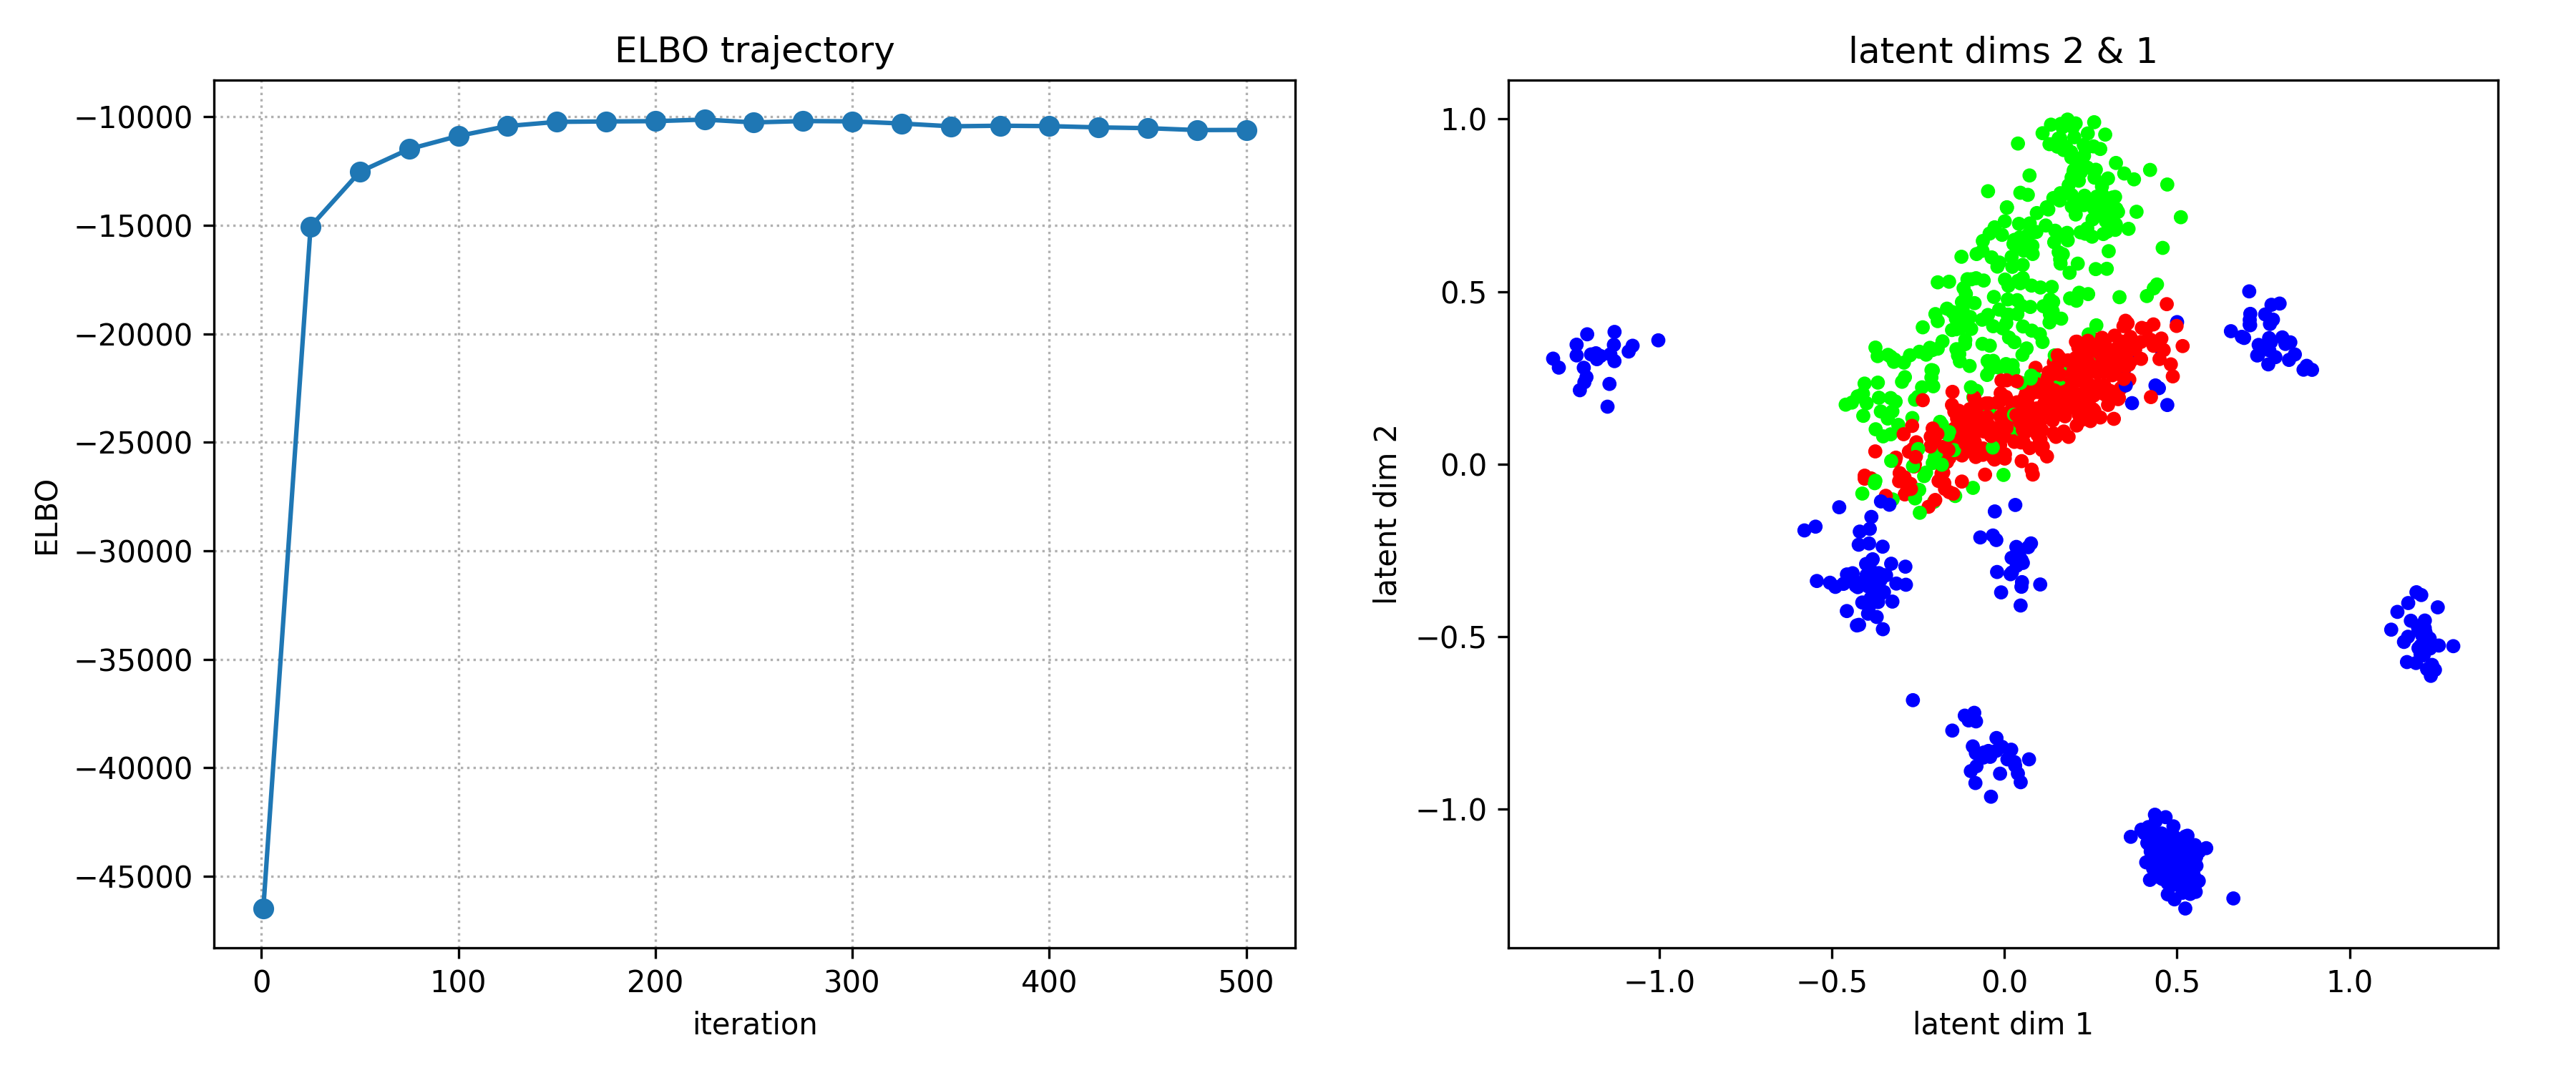 ELBO trajectory
ELBO
−10000
−15000
−20000
−25000
−30000
−35000
−40000
−45000
0 100 200 300 400 500
iteration
latent dims 2 & 1
latent dim 2
1.0
0.5
0.0
−0.5
−1.0
−1.0 −0.5 0.0 0.5 1.0
latent dim 1